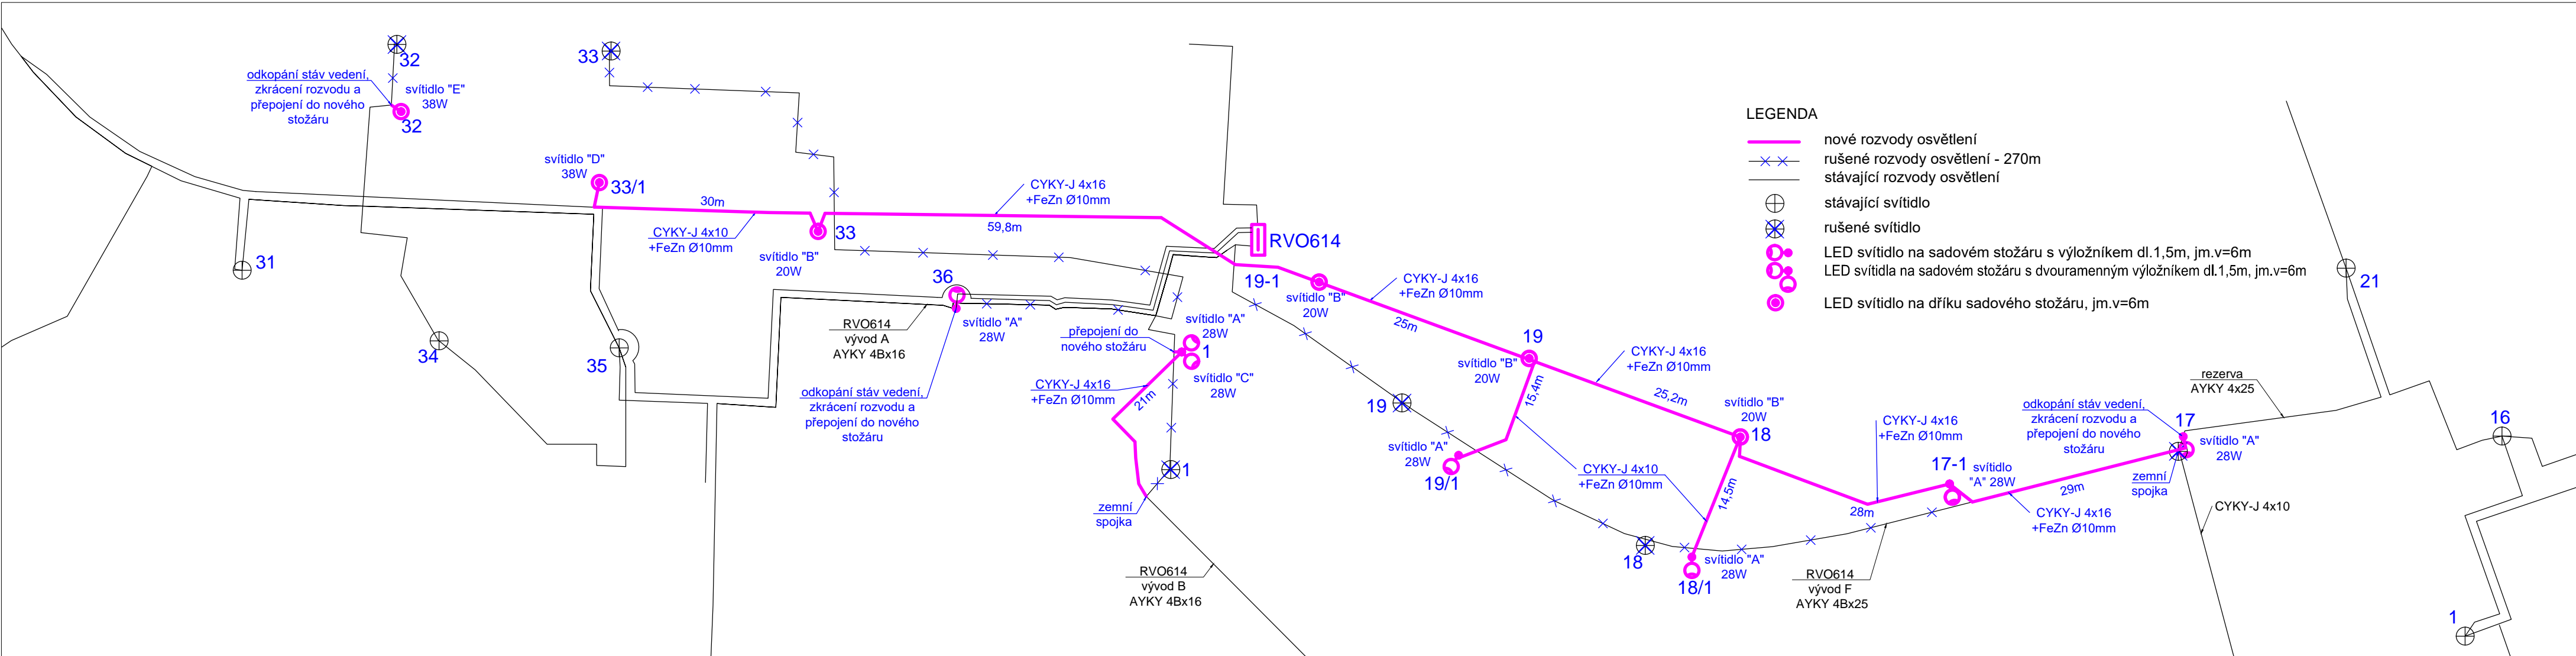 32
odkopání stáv vedení,
zkrácení rozvodu a
přepojení do nového
stožáru
svítidlo "E"
38W
32
33
svítidlo "D"
38W
33/1
30m
CYKY-J 4x10
+FeZn Ø10mm
svítidlo "B"
20W
33
CYKY-J 4x16
+FeZn Ø10mm
59,8m
31
34
35
36
RVO614
vývod A
AYKY 4Bx16
svítidlo "A"
28W
odkopání stáv vedení,
zkrácení rozvodu a
přepojení do nového
stožáru
přepojení do
nového stožáru
svítidlo "A"
28W
1
svítidlo "C"
28W
CYKY-J 4x16
+FeZn Ø10mm
21m
1
zemní
spojka
RVO614
vývod B
AYKY 4Bx16
RVO614
19-1
svítidlo "B"
20W
CYKY-J 4x16
+FeZn Ø10mm
25m
19
svítidlo "B"
20W
19
15,4m
svítidlo "A"
28W
19/1
CYKY-J 4x16
+FeZn Ø10mm
25,2m
CYKY-J 4x10
+FeZn Ø10mm
svítidlo "B"
20W
18
14,5m
18
svítidlo "A"
28W
18/1
CYKY-J 4x16
+FeZn Ø10mm
28m
17-1
svítidlo
"A" 28W
RVO614
vývod F
AYKY 4Bx25
29m
CYKY-J 4x16
+FeZn Ø10mm
odkopání stáv vedení,
zkrácení rozvodu a
přepojení do nového
stožáru
17
svítidlo "A"
28W
zemní
spojka
rezerva
AYKY 4x25
CYKY-J 4x10
21
16
1
LEGENDA
nové rozvody osvětlení
rušené rozvody osvětlení - 270m
stávající rozvody osvětlení
stávající svítidlo
rušené svítidlo
LED svítidlo na sadovém stožáru s výložníkem dl.1,5m, jm.v=6m
LED svítidla na sadovém stožáru s dvouramenným výložníkem dl.1,5m, jm.v=6m
LED svítidlo na dříku sadového stožáru, jm.v=6m